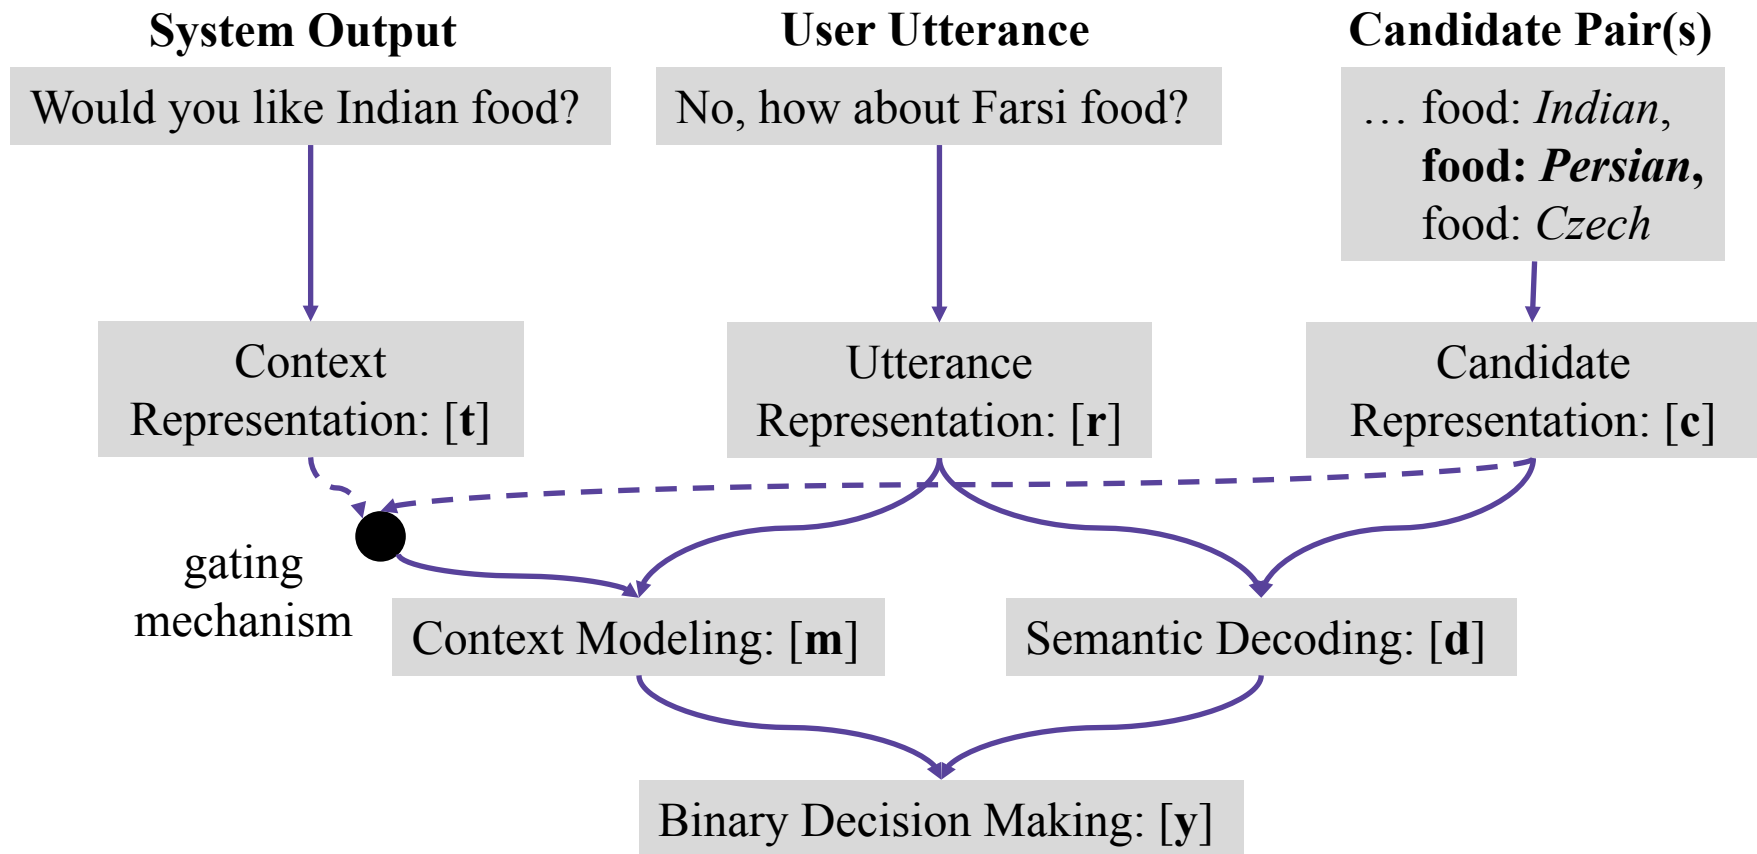 System Output
Would you like Indian food?
User Utterance
No, how about Farsi food?
Candidate Pair(s)
… food: Indian,
food: Persian,
food: Czech
Context
Representation: [t]
Utterance
Representation: [r]
Candidate
Representation: [c]
gating
mechanism
Context Modeling: [m]
Semantic Decoding: [d]
Binary Decision Making: [y]